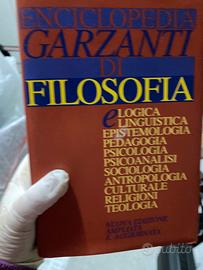 ENCICLOPEDIA
GARZANTI
DI
FILOSOFIA
e LOGICA
LINGUISTICA
EPISTEMOLOGIA
PEDAGOGIA
PSICOLOGIA
PSICOANALISI
SOCIOLOGIA
ANTROPOLOGIA
CULTURALE
RELIGIONI
TEOLOGIA
NUOVA EDIZIONE
AMPLIATA
E AGGIORNATA
subito